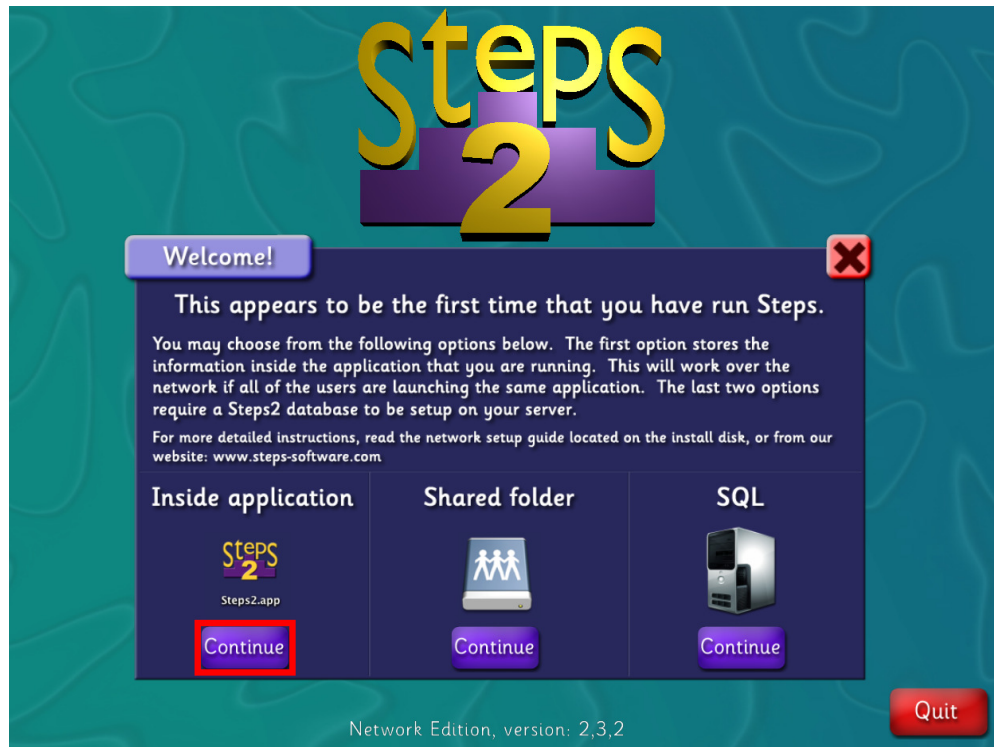 Steps
2
Welcome!
This appears to be the first time that you have run Steps.
You may choose from the following options below. The first option stores the
information inside the application that you are running. This will work over the
network if all of the users are launching the same application. The last two options
require a Steps2 database to be setup on your server.
For more detailed instructions, read the network setup guide located on the install disk, or from our
website: www.steps-software.com
Inside application
Shared folder
SQL
Steps
2
Steps2.app
Continue
Continue
Continue
Quit
Network Edition, version: 2,3,2